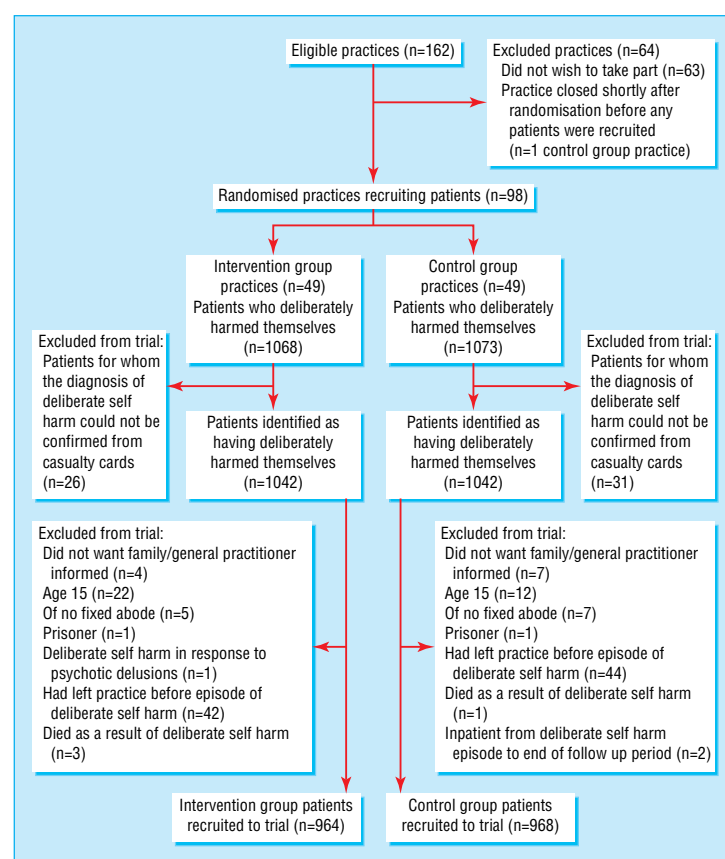 Eligible practices (n=162)
Excluded practices (n=64)
Did not wish to take part (n=63)
Practice closed shortly after
randomisation before any
patients were recruited
(n=1 control group practice)
Randomised practices recruiting patients (n=98)
Intervention group
practices (n=49)
Patients who deliberately
harmed themselves
(n=1068)
Control group
practices (n=49)
Patients who deliberately
harmed themselves
(n=1073)
Excluded from trial:
Patients for whom
the diagnosis of
deliberate self
harm could not be
confirmed from
casualty cards
(n=26)
Patients identified as
having deliberately
harmed themselves
(n=1042)
Patients identified as
having deliberately
harmed themselves
(n=1042)
Excluded from trial:
Patients for whom
the diagnosis of
deliberate self
harm could not be
confirmed from
casualty cards
(n=31)
Excluded from trial:
Did not want family/general practitioner
informed (n=4)
Age 15 (n=22)
Of no fixed abode (n=5)
Prisoner (n=1)
Deliberate self harm in response to
psychotic delusions (n=1)
Had left practice before episode of
deliberate self harm (n=42)
Died as a result of deliberate self harm
(n=3)
Excluded from trial:
Did not want family/general practitioner
informed (n=7)
Age 15 (n=12)
Of no fixed abode (n=7)
Prisoner (n=1)
Had left practice before episode of
deliberate self harm (n=44)
Died as a result of deliberate self harm
(n=1)
Inpatient from deliberate self harm
episode to end of follow up period (n=2)
Intervention group patients
recruited to trial (n=964)
Control group patients
recruited to trial (n=968)